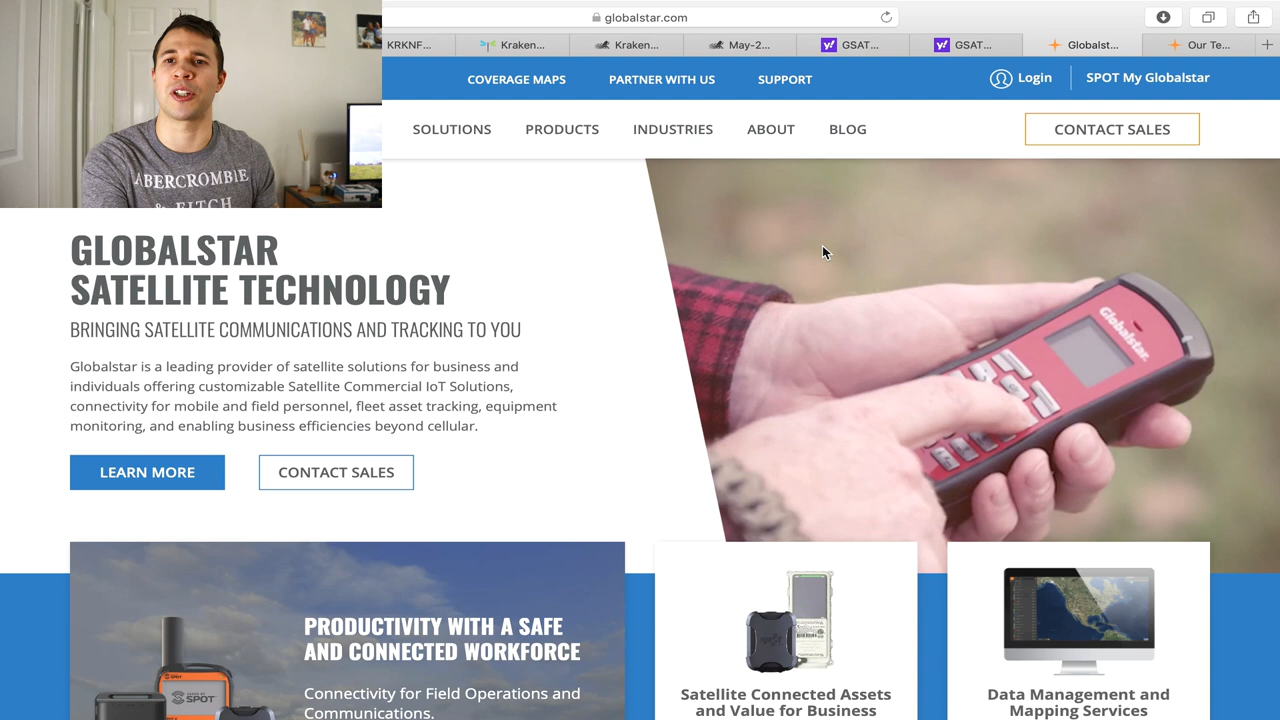 globalstar.com
KRKNF...
Kraken...
Kraken...
May-2...
GSAT...
GSAT...
Globalst...
Our Te...
COVERAGE MAPS
PARTNER WITH US
SUPPORT
Login
SPOT My Globalstar
SOLUTIONS
PRODUCTS
INDUSTRIES
ABOUT
BLOG
CONTACT SALES
ABERCROMBIE
& FITCH
GLOBALSTAR
SATELLITE TECHNOLOGY
BRINGING SATELLITE COMMUNICATIONS AND TRACKING TO YOU
Globalstar is a leading provider of satellite solutions for business and
individuals offering customizable Satellite Commercial IoT Solutions,
connectivity for mobile and field personnel, fleet asset tracking, equipment
monitoring, and enabling business efficiencies beyond cellular.
LEARN MORE
CONTACT SALES
Globalstar
PRODUCTIVITY WITH A SAFE
AND CONNECTED WORKFORCE
Connectivity for Field Operations and
Communications.
SPOT
Satellite Connected Assets
and Value for Business
Data Management and
Mapping Services